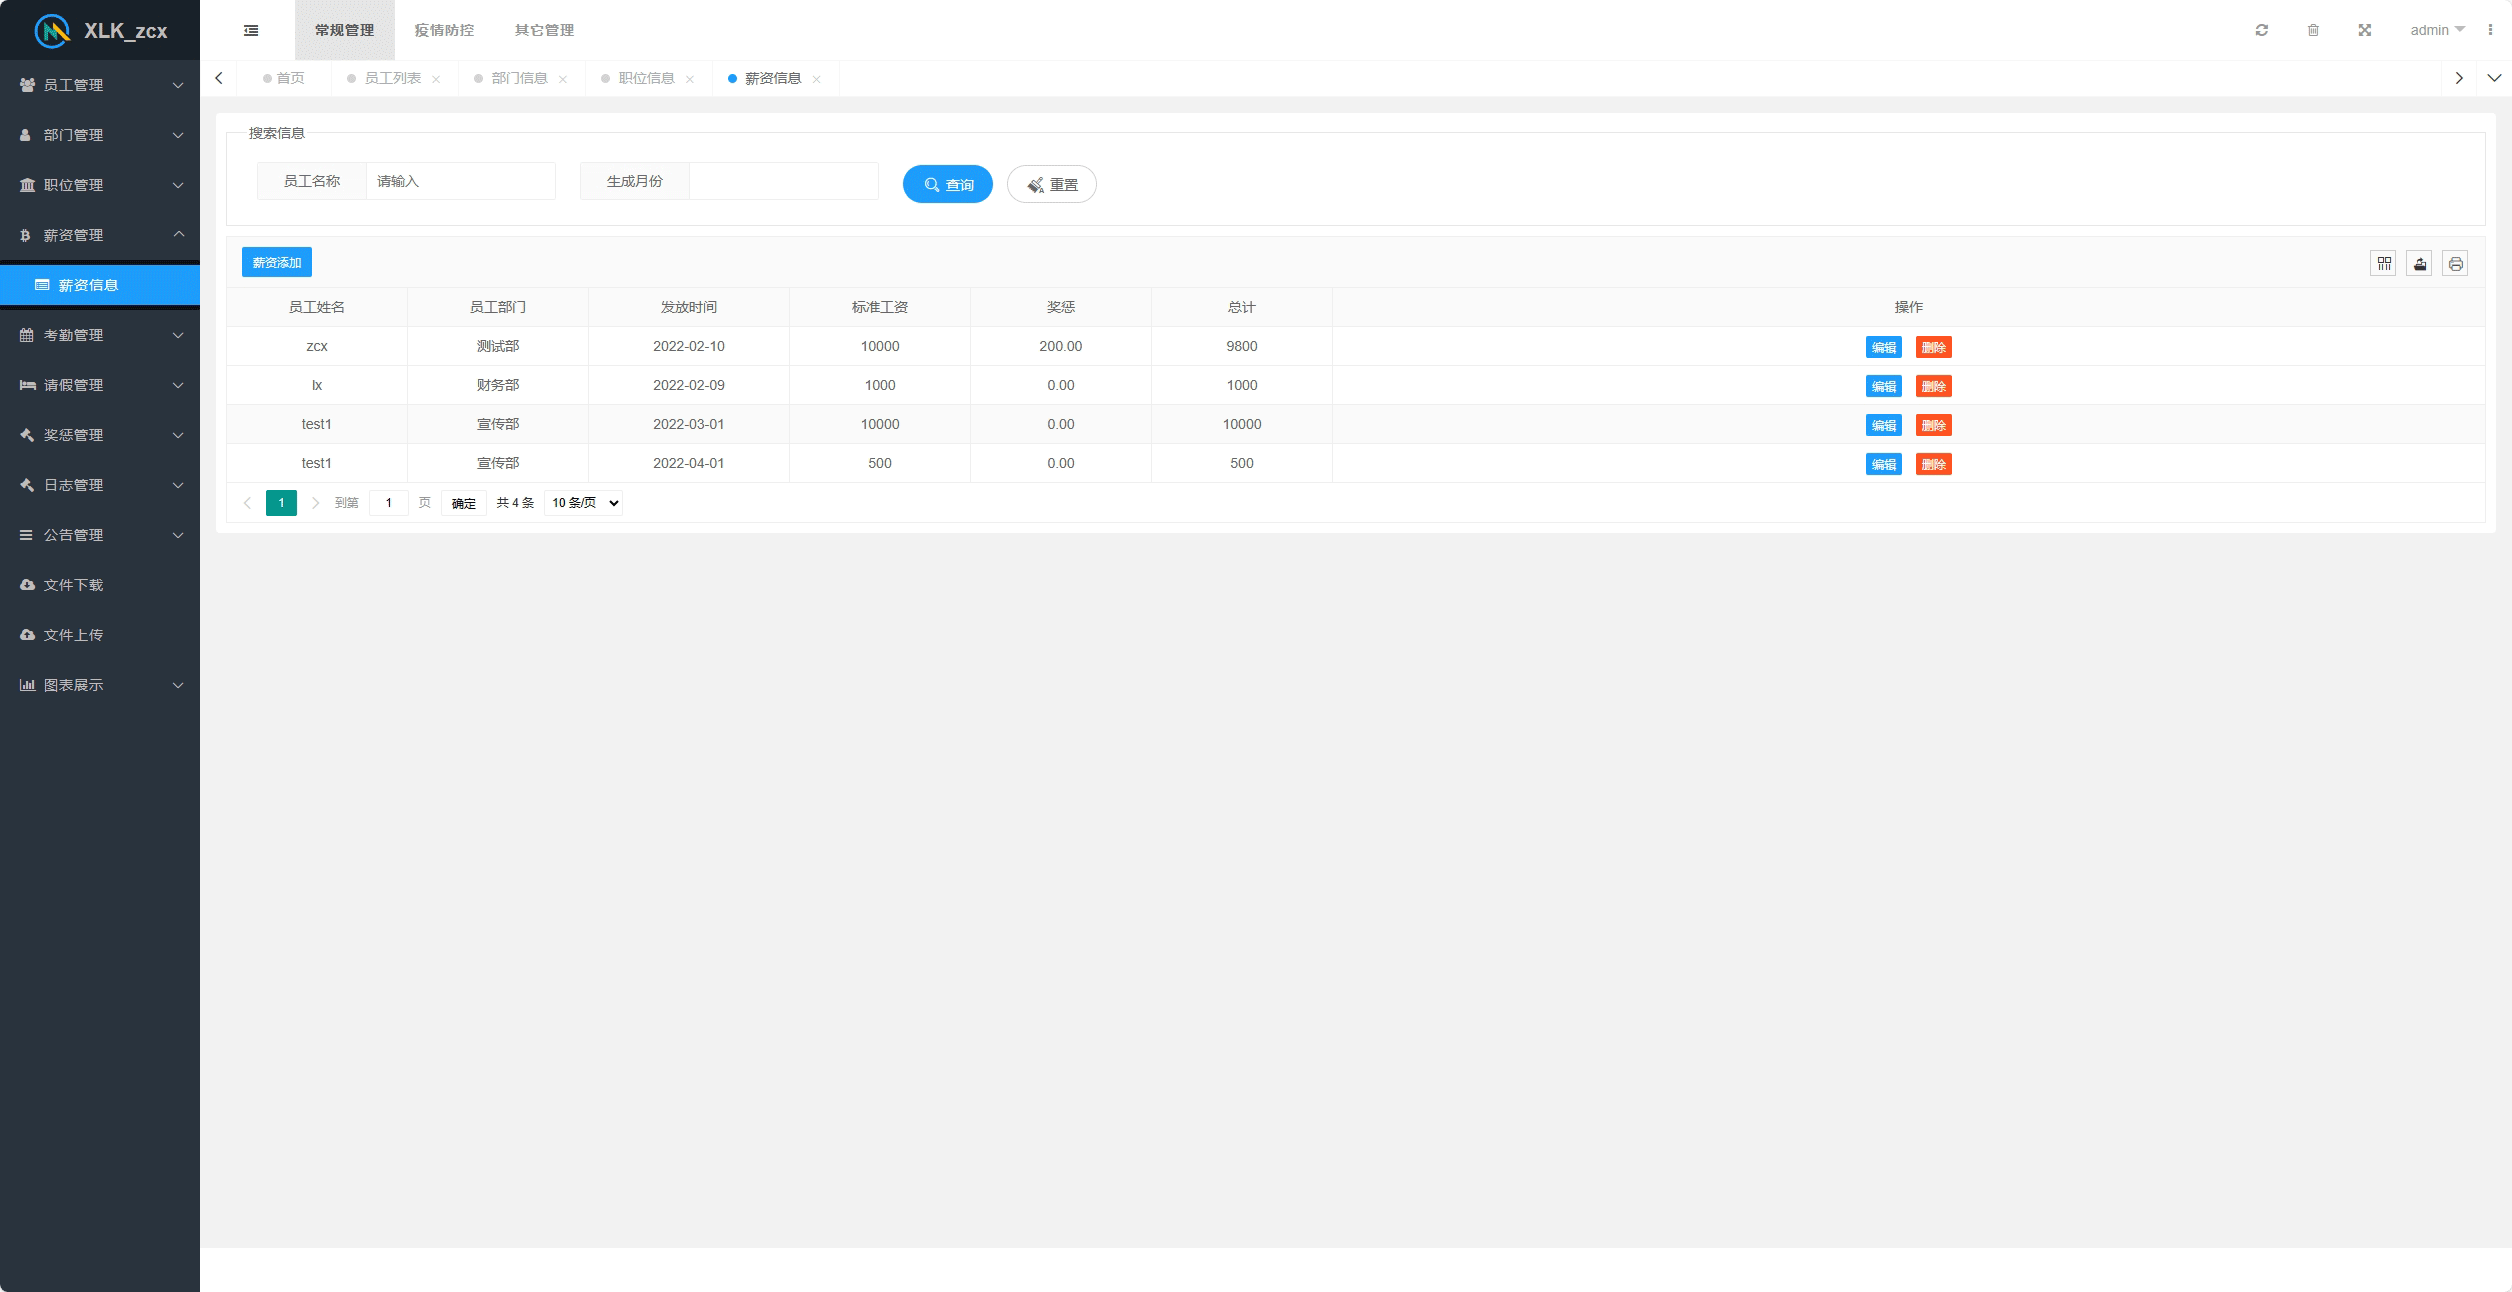 XLK_zcx
常规管理 疫情防控 其它管理 admin
首页 员工列表 部门信息 职位信息 薪资信息
员工管理
部门管理
职位管理
薪资管理
薪资信息
考勤管理
请假管理
奖惩管理
日志管理
公告管理
文件下载
文件上传
图表展示
搜索信息
员工名称 请输入 生成月份 查询 重置
薪资添加
员工姓名 员工部门 发放时间 标准工资 奖惩 总计 操作
zcx 测试部 2022-02-10 10000 200.00 9800 编辑 删除
lx 财务部 2022-02-09 1000 0.00 1000 编辑 删除
test1 宣传部 2022-03-01 10000 0.00 10000 编辑 删除
test1 宣传部 2022-04-01 500 0.00 500 编辑 删除
1 到第 1 页 确定 共 4 条 10 条/页